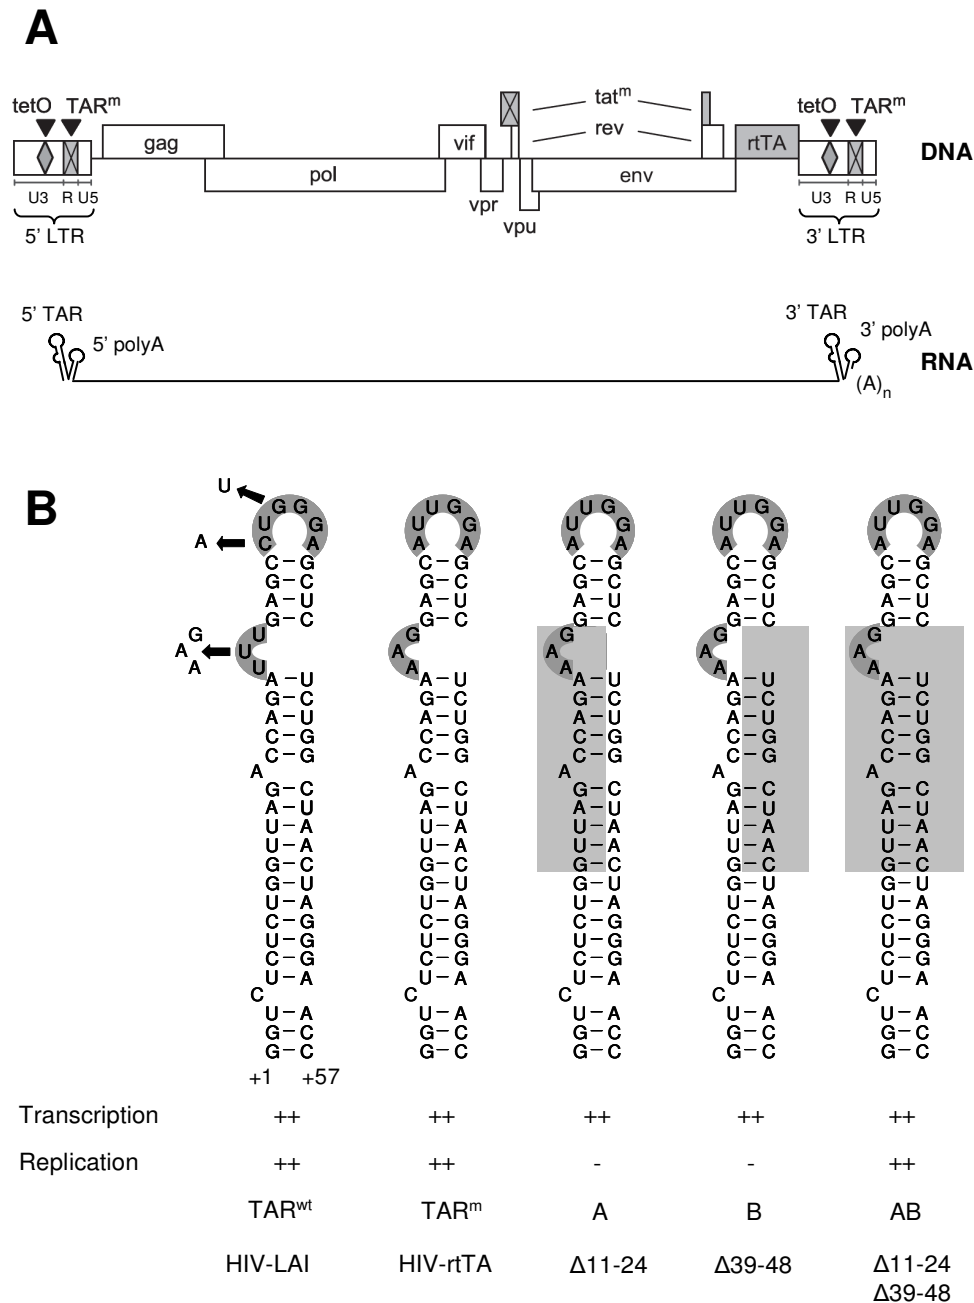 A
tetO TARᵐ
gag
pol
vif
vpr
vpu
tatᵐ
rev
env
rtTA
tetO TARᵐ
DNA
U3 R U5
5' LTR
U3 R U5
3' LTR
5' TAR
5' polyA
3' TAR
3' polyA
(A)n
RNA
B
U
G G U G U G U G U G
U G U G U G U G U G
A C A A A A A A A A A
C–G C–G C–G C–G C–G
G–C G–C G–C G–C G–C
A–U A–U A–U A–U A–U
G–C G–C G–C G–C G–C
G U G G G G
A U A A A A
A U A A A A
A–U A–U A–U A–U A–U
G–C G–C G–C G–C G–C
A–U A–U A–U A–U A–U
C–G C–G C–G C–G C–G
C–G C–G C–G C–G C–G
A A A A A
G–C G–C G–C G–C G–C
A–U A–U A–U A–U A–U
U–A U–A U–A U–A U–A
U–A U–A U–A U–A U–A
G–C G–C G–C G–C G–C
G–U G–U G–U G–U G–U
U–A U–A U–A U–A U–A
C–G C–G C–G C–G C–G
U–G U–G U–G U–G U–G
C–G C–G C–G C–G C–G
U–A U–A U–A U–A U–A
C C C C C
U–A U–A U–A U–A U–A
G–C G–C G–C G–C G–C
G–C G–C G–C G–C G–C
+1 +57
Transcription ++ ++ ++ ++ ++
Replication ++ ++ - - ++
TARʷᵗ TARᵐ A B AB
HIV-LAI HIV-rtTA Δ11-24 Δ39-48 Δ11-24
Δ39-48